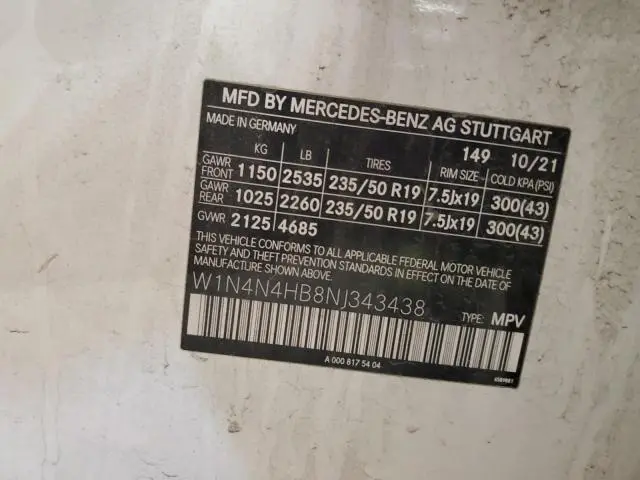 MFD BY MERCEDES-BENZ AG STUTTGART
MADE IN GERMANY 149 10/21
KG LB TIRES RIM SIZE COLD KPA(PSI)
GAWR FRONT 1150 2535 235/50 R19 7.5Jx19 300(43)
GAWR REAR 1025 2260 235/50 R19 7.5Jx19 300(43)
GVWR 2125 4685
THIS VEHICLE CONFORMS TO ALL APPLICABLE FEDERAL MOTOR VEHICLE
SAFETY AND THEFT PREVENTION STANDARDS IN EFFECT ON THE DATE OF
MANUFACTURE SHOWN ABOVE.
W1N4N4HB8NJ343438 TYPE: MPV
A 000 817 54 04